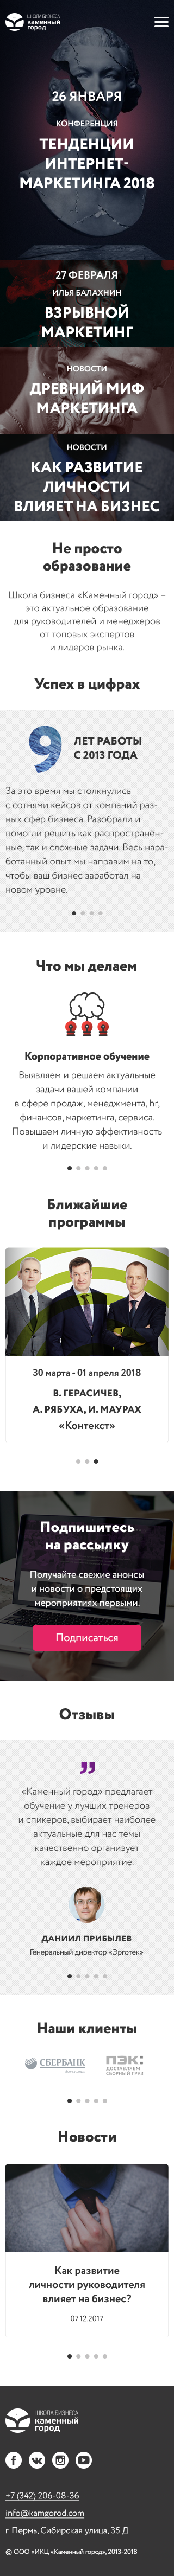 ШКОЛА БИЗНЕСА
каменный
город
26 ЯНВАРЯ
КОНФЕРЕНЦИЯ
ТЕНДЕНЦИИ
ИНТЕРНЕТ-
МАРКЕТИНГА 2018
27 ФЕВРАЛЯ
ИЛЬЯ БАЛАХНИН
ВЗРЫВНОЙ
МАРКЕТИНГ
НОВОСТИ
ДРЕВНИЙ МИФ
МАРКЕТИНГА
НОВОСТИ
КАК РАЗВИТИЕ
ЛИЧНОСТИ
ВЛИЯЕТ НА БИЗНЕС
Не просто
образование
Школа бизнеса «Каменный город» –
это актуальное образование
для руководителей и менеджеров
от топовых экспертов
и лидеров рынка.
Успех в цифрах
9
ЛЕТ РАБОТЫ
С 2013 ГОДА
За это время мы столкнулись
с сотнями кейсов от компаний раз-
ных сфер бизнеса. Разобрали и
помогли решить как распространён-
ные, так и сложные задачи. Весь нара-
ботанный опыт мы направим на то,
чтобы ваш бизнес заработал на
новом уровне.
Что мы делаем
Корпоративное обучение
Выявляем и решаем актуальные
задачи вашей компании
в сфере продаж, менеджмента, hr,
финансов, маркетинга, сервиса.
Повышаем личную эффективность
и лидерские навыки.
Ближайшие
программы
30 марта - 01 апреля 2018
В. ГЕРАСИЧЕВ,
А. РЯБУХА, И. МАУРАХ
«Контекст»
Подпишитесь
на рассылку
Получайте свежие анонсы
и новости о предстоящих
мероприятиях первыми!
Подписаться
Отзывы
«Каменный город» предлагает
обучение у лучших тренеров
и спикеров, выбирает наиболее
актуальные для нас темы
качественно организует
каждое мероприятие.
ДАНИИЛ ПРИБЫЛЕВ
Генеральный директор «Эрготек»
Наши клиенты
СБЕРБАНК
Всегда рядом
ПЭК:
ДОСТАВЛЯЕМ
СБОРНЫЙ ГРУЗ
Новости
Как развитие
личности руководителя
влияет на бизнес?
07.12.2017
ШКОЛА БИЗНЕСА
каменный
город
+7 (342) 206-08-36
info@kamgorod.com
г. Пермь, Сибирская улица, 35 Д
© ООО «ИКЦ «Каменный город», 2013-2018